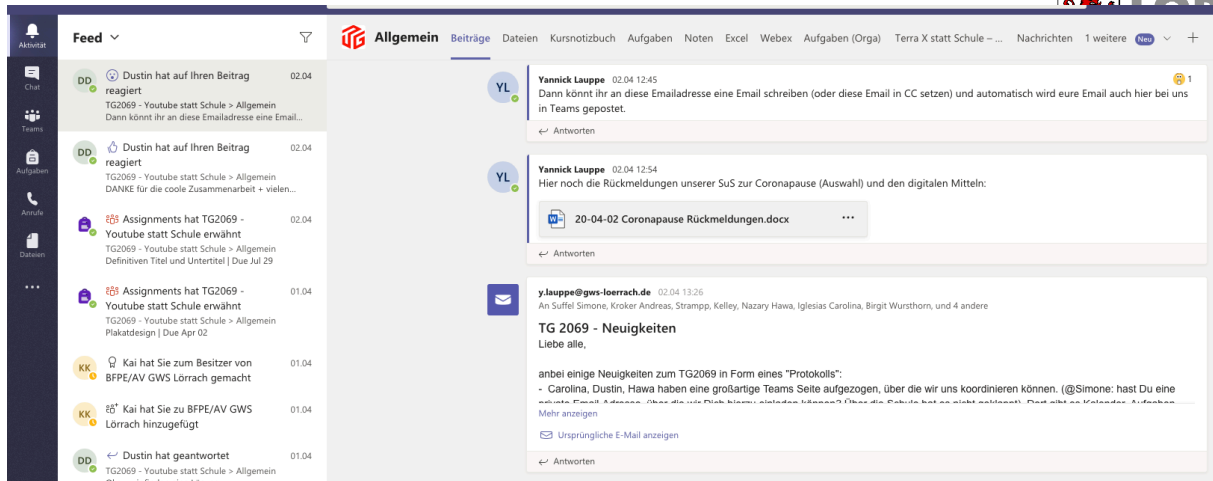 Aktivität
Chat
Teams
Aufgaben
Anrufe
Dateien
Feed
DD
Dustin hat auf Ihren Beitrag reagiert
02.04
TG2069 - Youtube statt Schule > Allgemein
Dann könnt ihr an diese Emailadresse eine Email...
DD
Dustin hat auf Ihren Beitrag reagiert
02.04
TG2069 - Youtube statt Schule > Allgemein
DANKE für die coole Zusammenarbeit + vielen...
Assignments hat TG2069 -
Youtube statt Schule erwähnt
02.04
TG2069 - Youtube statt Schule > Allgemein
Definitiven Titel und Untertitel | Due Jul 29
Assignments hat TG2069 -
Youtube statt Schule erwähnt
01.04
TG2069 - Youtube statt Schule > Allgemein
Plakatdesign | Due Apr 02
KK
Kai hat Sie zum Besitzer von
BFPE/AV GWS Lörrach gemacht
01.04
KK
Kai hat Sie zu BFPE/AV GWS
Lörrach hinzugefügt
01.04
DD
Dustin hat geantwortet
01.04
TG2069 - Youtube statt Schule > Allgemein
Allgemein Beiträge Dateien Kursnotizbuch Aufgaben Noten Excel Webex Aufgaben (Orga) Terra X statt Schule – ... Nachrichten 1 weitere Neu
YL
Yannick Lauppe 02.04 12:45
1
Dann könnt ihr an diese Emailadresse eine Email schreiben (oder diese Email in CC setzen) und automatisch wird eure Email auch hier bei uns
in Teams gepostet.
Antworten
YL
Yannick Lauppe 02.04 12:54
Hier noch die Rückmeldungen unserer SuS zur Coronapause (Auswahl) und den digitalen Mitteln:
20-04-02 Coronapause Rückmeldungen.docx
Antworten
y.lauppe@gws-loerrach.de 02.04 13:26
An Suffel Simone, Kroker Andreas, Strampp, Kelley, Nazary Hawa, Iglesias Carolina, Birgit Wursthorn, und 4 andere
TG 2069 - Neuigkeiten
Liebe alle,
anbei einige Neuigkeiten zum TG2069 in Form eines "Protokolls":
- Carolina, Dustin, Hawa haben eine großartige Teams Seite aufgezogen, über die wir uns koordinieren können. (@Simone: hast Du eine
Mehr anzeigen
Ursprüngliche E-Mail anzeigen
Antworten